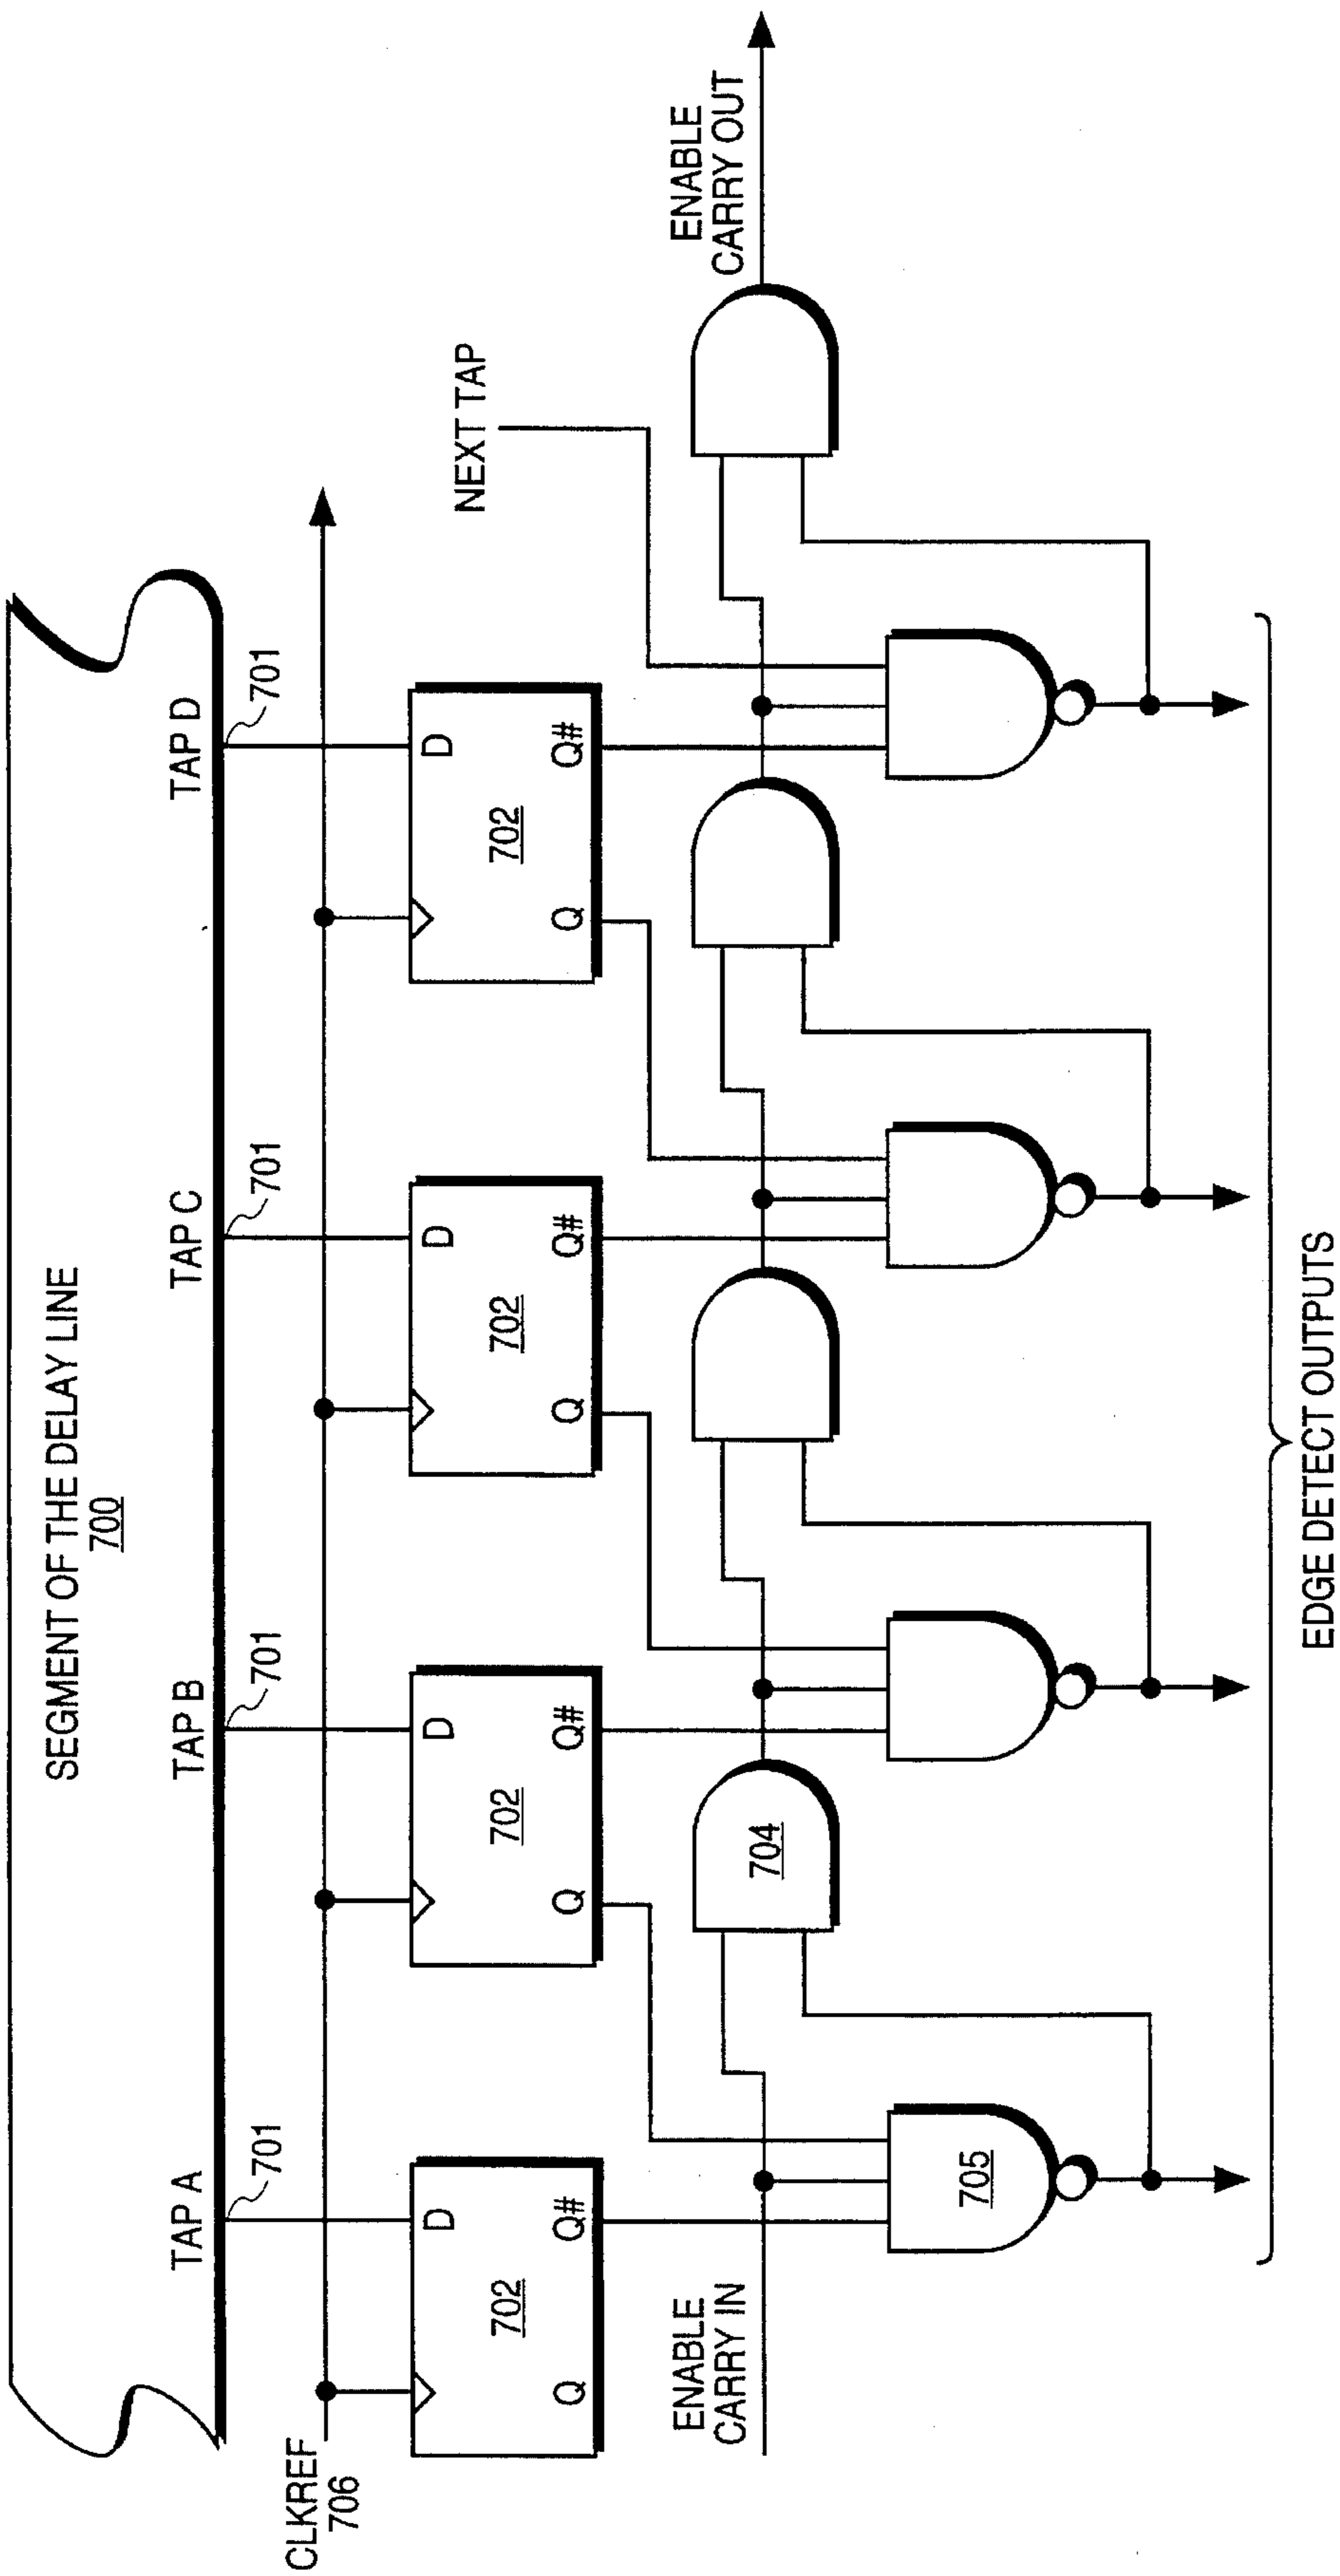 SEGMENT OF THE DELAY LINE
700
TAP A
TAP B
TAP C
TAP D
701
701
701
701
CLKREF
706
D
D
D
D
702
702
702
702
Q
Q#
Q
Q#
Q
Q#
Q
Q#
NEXT TAP
ENABLE
CARRY IN
704
ENABLE
CARRY OUT
705
EDGE DETECT OUTPUTS